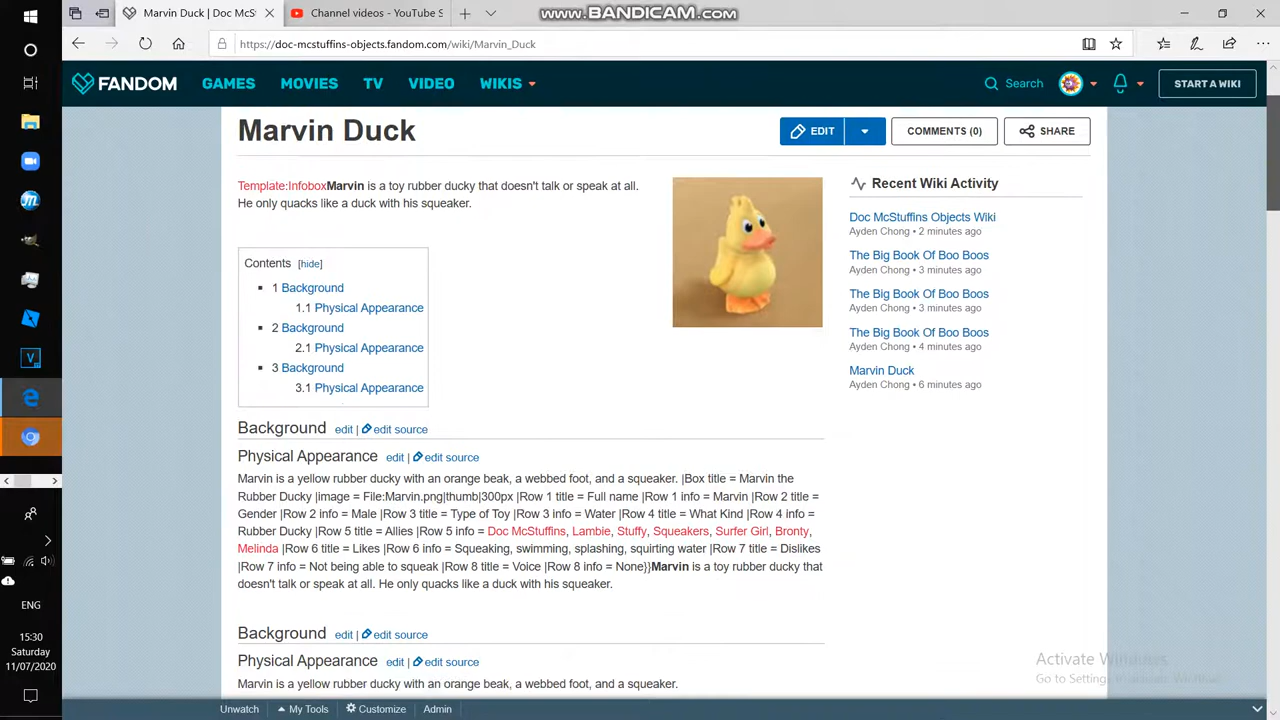 www.BANDICAM.com
Marvin Duck | Doc McS
Channel videos - YouTube S
https://doc-mcstuffins-objects.fandom.com/wiki/Marvin_Duck
FANDOM GAMES MOVIES TV VIDEO WIKIS Search START A WIKI
Marvin Duck
EDIT COMMENTS (0) SHARE
Template:InfoboxMarvin is a toy rubber ducky that doesn't talk or speak at all.
He only quacks like a duck with his squeaker.
Contents [hide]
1 Background
1.1 Physical Appearance
2 Background
2.1 Physical Appearance
3 Background
3.1 Physical Appearance
Recent Wiki Activity
Doc McStuffins Objects Wiki
Ayden Chong • 2 minutes ago
The Big Book Of Boo Boos
Ayden Chong • 3 minutes ago
The Big Book Of Boo Boos
Ayden Chong • 3 minutes ago
The Big Book Of Boo Boos
Ayden Chong • 4 minutes ago
Marvin Duck
Ayden Chong • 6 minutes ago
Background edit | edit source
Physical Appearance edit | edit source
Marvin is a yellow rubber ducky with an orange beak, a webbed foot, and a squeaker. |Box title = Marvin the
Rubber Ducky |image = File:Marvin.png|thumb|300px |Row 1 title = Full name |Row 1 info = Marvin |Row 2 title =
Gender |Row 2 info = Male |Row 3 title = Type of Toy |Row 3 info = Water |Row 4 title = What Kind |Row 4 info =
Rubber Ducky |Row 5 title = Allies |Row 5 info = Doc McStuffins, Lambie, Stuffy, Squeakers, Surfer Girl, Bronty,
Melinda |Row 6 title = Likes |Row 6 info = Squeaking, swimming, splashing, squirting water |Row 7 title = Dislikes
|Row 7 info = Not being able to squeak |Row 8 title = Voice |Row 8 info = None}}Marvin is a toy rubber ducky that
doesn't talk or speak at all. He only quacks like a duck with his squeaker.
Background edit | edit source
Physical Appearance edit | edit source
Marvin is a yellow rubber ducky with an orange beak, a webbed foot, and a squeaker.
Unwatch My Tools Customize Admin
ENG
15:30
Saturday
11/07/2020
Activate Windows
Go to Settings to activate Windows.